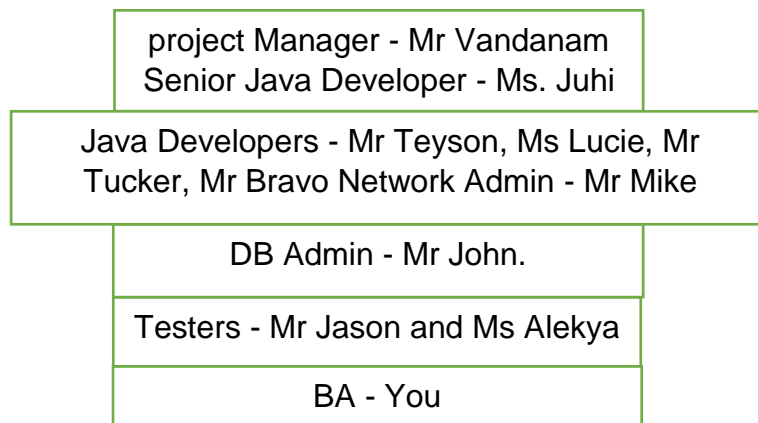 project Manager - Mr Vandanam
Senior Java Developer - Ms. Juhi
Java Developers - Mr Teyson, Ms Lucie, Mr
Tucker, Mr Bravo Network Admin - Mr Mike
DB Admin - Mr John.
Testers - Mr Jason and Ms Alekya
BA - You